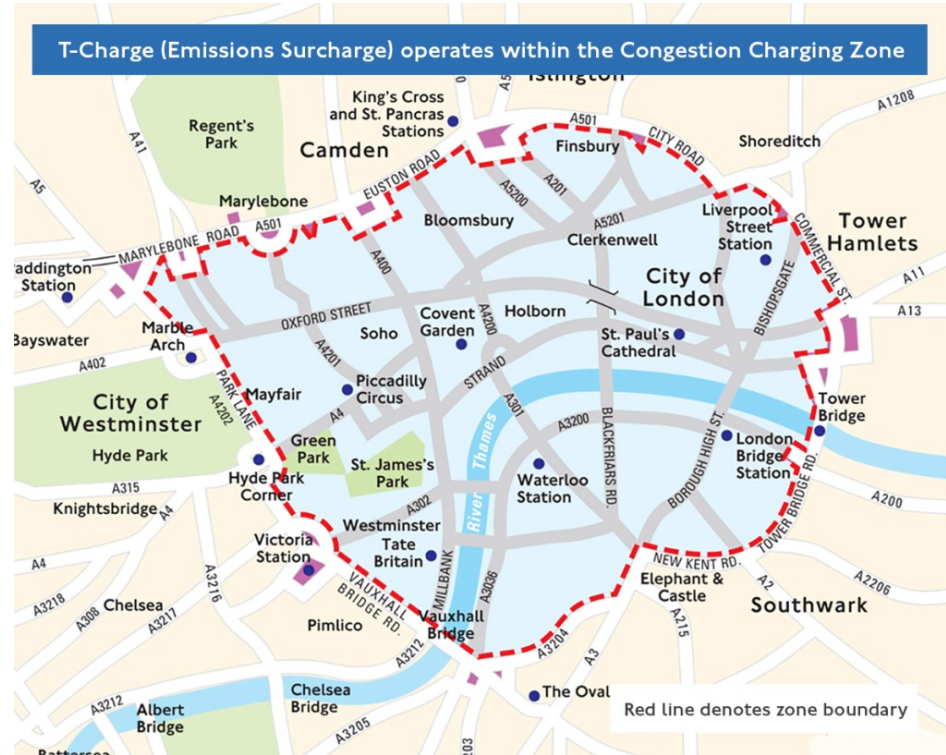 T-Charge (Emissions Surcharge) operates within the Congestion Charging Zone
Islington
King's Cross
and St. Pancras
Stations
A501
CITY ROAD
A1208
Regent's
Park
A41
Camden
Finsbury
Shoreditch
EUSTON ROAD
A5
A201
A5200
Marylebone
Bloomsbury
A5201
Liverpool
Street
Station
A501
MARYLEBONE ROAD
Clerkenwell
COMMERCIAL ST.
Tower
Hamlets
A400
addington
Station
City of
London
BISHOPSGATE
A11
OXFORD STREET
Covent
Garden
A4200
Holborn
A13
Marble
Arch
Soho
St. Paul's
Cathedral
Bayswater
A402
A4201
STRAND
PARK LANE
A4202
Mayfair
Piccadilly
Circus
A4
A301
A3200
BLACKFRIARS RD.
Tower
Bridge
City of
Westminster
Hyde Park
Green
Park
St. James's
Park
River Thames
BOROUGH HIGH ST.
London
Bridge
Station
Hyde Park
Corner
A315
Knightsbridge
A4
Waterloo
Station
TOWER BRIDGE RD.
A200
A302
Westminster
Tate
Britain
Victoria
Station
MILLBANK
A3036
NEW KENT RD.
A4
A3216
VAUXHALL
BRIDGE RD.
Elephant &
Castle
A2
A2206
A3218
A308
Chelsea
A3217
Vauxhall
Bridge
Southwark
Pimlico
A3212
A3204
A3
A215
Chelsea
Bridge
The Oval
A3212
Albert
Bridge
A3205
Red line denotes zone boundary
Battersea